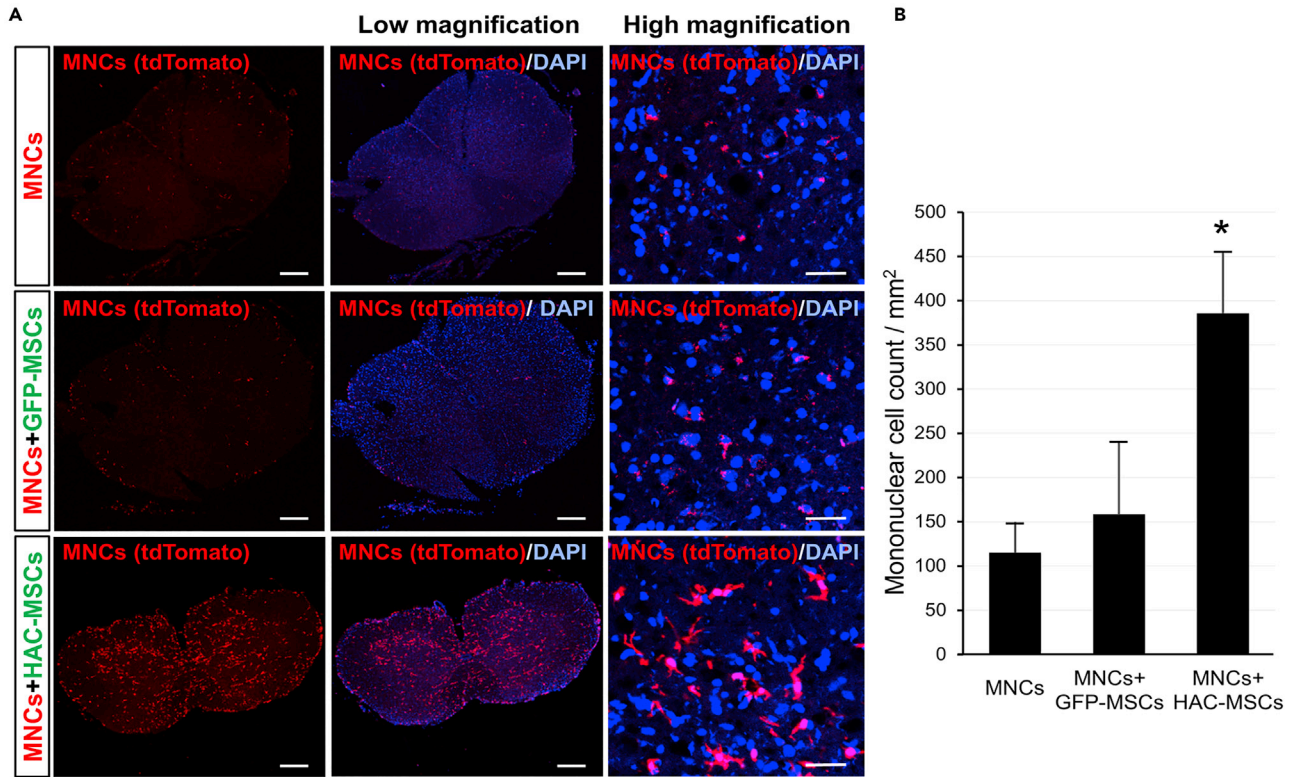 A
Low magnification
High magnification
B
MNCs
MNCs (tdTomato)
MNCs (tdTomato)/DAPI
MNCs (tdTomato)/DAPI
MNCs+GFP-MSCs
MNCs (tdTomato)
MNCs (tdTomato)/ DAPI
MNCs (tdTomato)/DAPI
MNCs+HAC-MSCs
MNCs (tdTomato)
MNCs (tdTomato)/DAPI
MNCs (tdTomato)/DAPI
Mononuclear cell count / mm²
500
450
400
350
300
250
200
150
100
50
0
*
MNCs
MNCs+
GFP-MSCs
MNCs+
HAC-MSCs